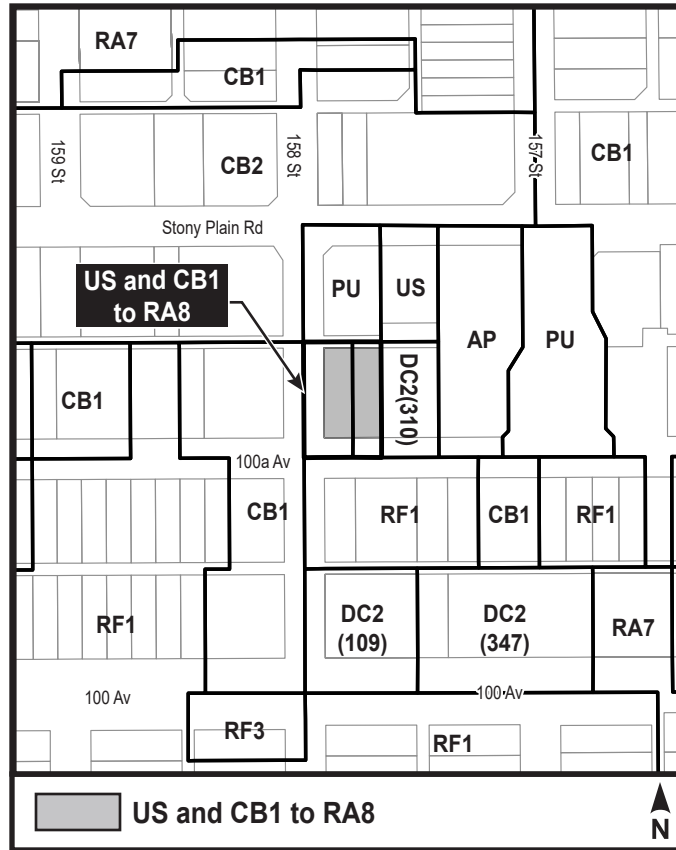 RA7
CB1
159 St
CB2
158 St
157 St
CB1
Stony Plain Rd
US and CB1
to RA8
PU
US
AP
PU
CB1
DC2(310)
100a Av
CB1
RF1
CB1
RF1
RF1
DC2
(109)
DC2
(347)
RA7
100 Av
100 Av
RF3
RF1
US and CB1 to RA8
N